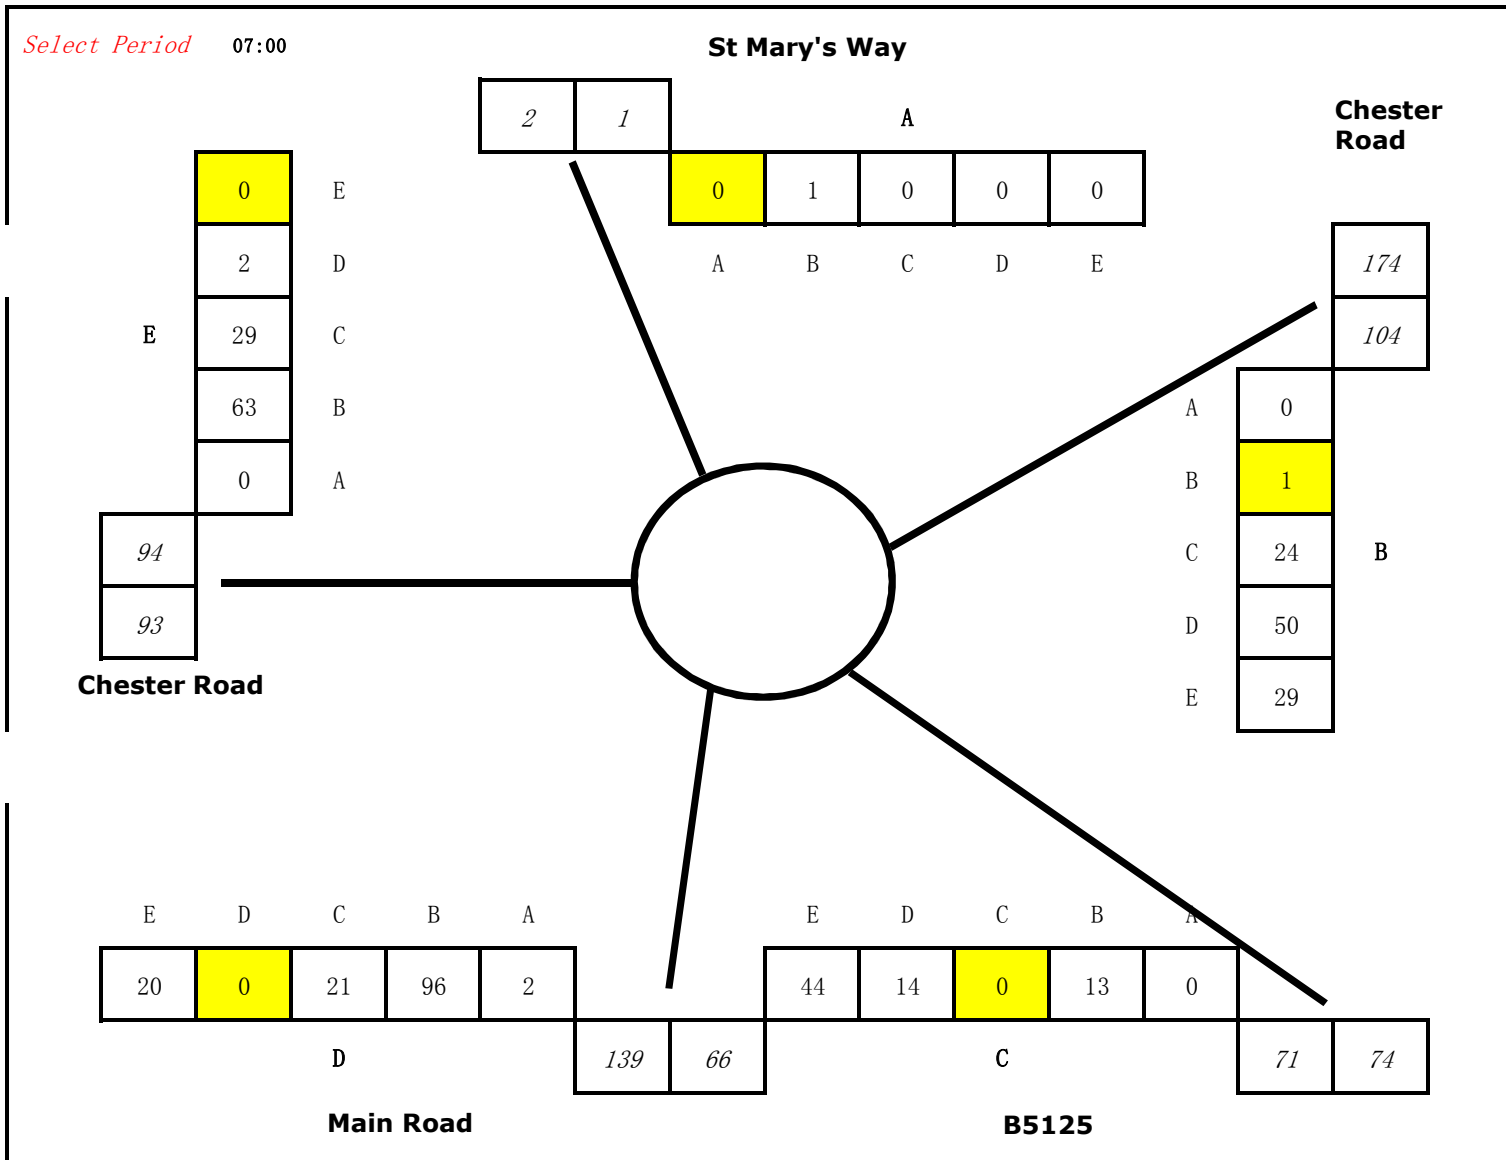 Select Period 07:00
St Mary's Way
2 1 A
Chester
Road
0 E
0 1 0 0 0
2 D
A B C D E
174
E 29 C
104
63 B
A 0
0 A
B 1
94
C 24 B
93
D 50
Chester Road
E 29
E D C B A
E D C B A
20 0 21 96 2
44 14 0 13 0
D 139 66
C 71 74
Main Road
B5125